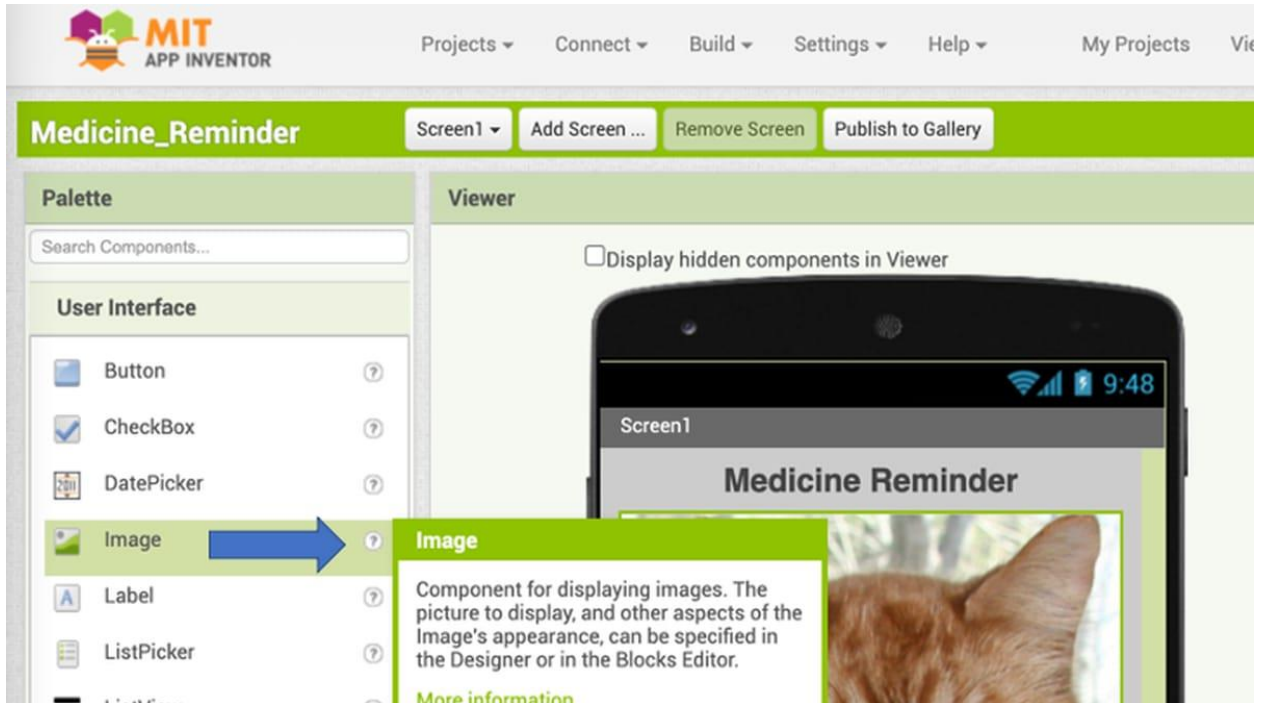 MIT
APP INVENTOR
Projects Connect Build Settings Help My Projects
Medicine_Reminder
Screen1 Add Screen ... Remove Screen Publish to Gallery
Palette
Viewer
Search Components...
Display hidden components in Viewer
User Interface
Button ?
CheckBox ?
2011 DatePicker ?
Image ?
A Label ?
ListPicker ?
9:48
Screen1
Medicine Reminder
Image
Component for displaying images. The
picture to display, and other aspects of the
Image's appearance, can be specified in
the Designer or in the Blocks Editor.
More information